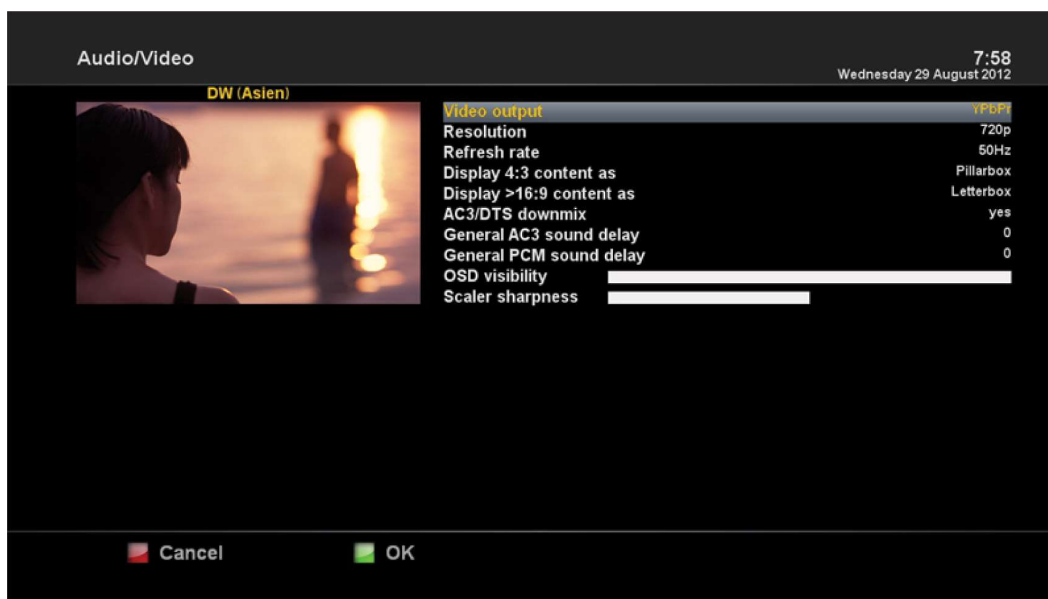 Audio/Video
7:58
Wednesday 29 August 2012
DW (Asien)
Video output YPbPr
Resolution 720p
Refresh rate 50Hz
Display 4:3 content as Pillarbox
Display >16:9 content as Letterbox
AC3/DTS downmix yes
General AC3 sound delay 0
General PCM sound delay 0
OSD visibility
Scaler sharpness
Cancel OK